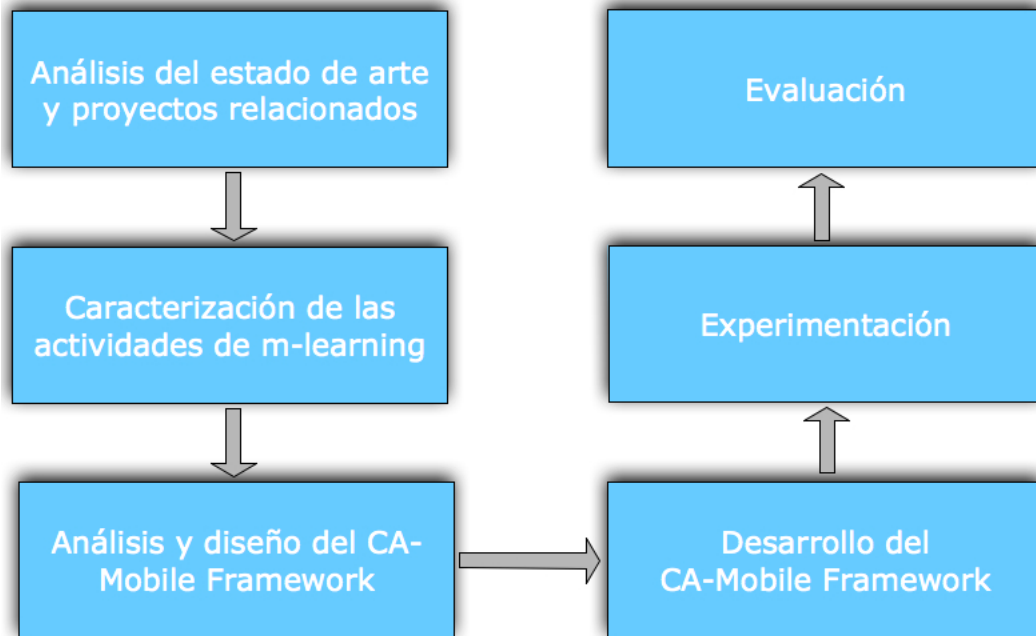 Análisis del estado de arte
y proyectos relacionados
Caracterización de las
actividades de m-learning
Análisis y diseño del CA-
Mobile Framework
Desarrollo del
CA-Mobile Framework
Experimentación
Evaluación